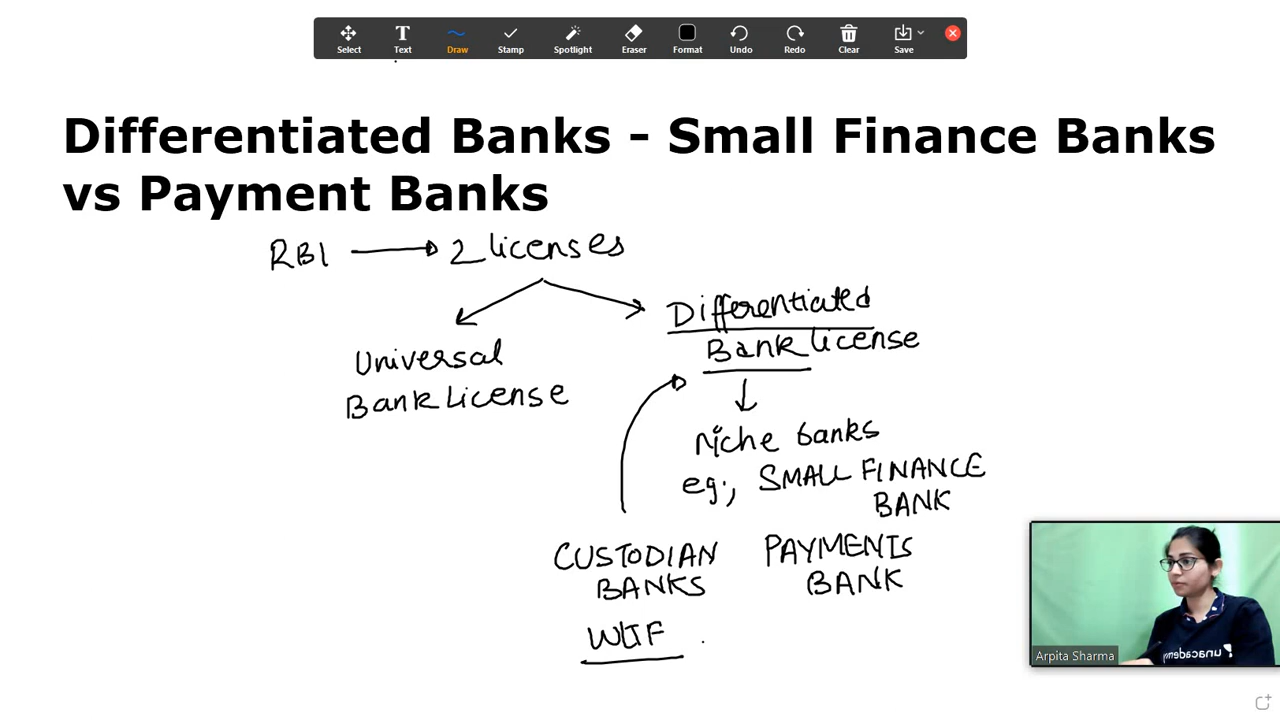 Select Text Draw Stamp Spotlight Eraser Format Undo Redo Clear Save
Differentiated Banks - Small Finance Banks
vs Payment Banks
RBI → 2 licenses
Differentiated
Bank license
Universal
Bank License
niche banks
eg:, SMALL FINANCE
BANK
CUSTODIAN
BANKS
PAYMENTS
BANK
unacademy
Arpita Sharma